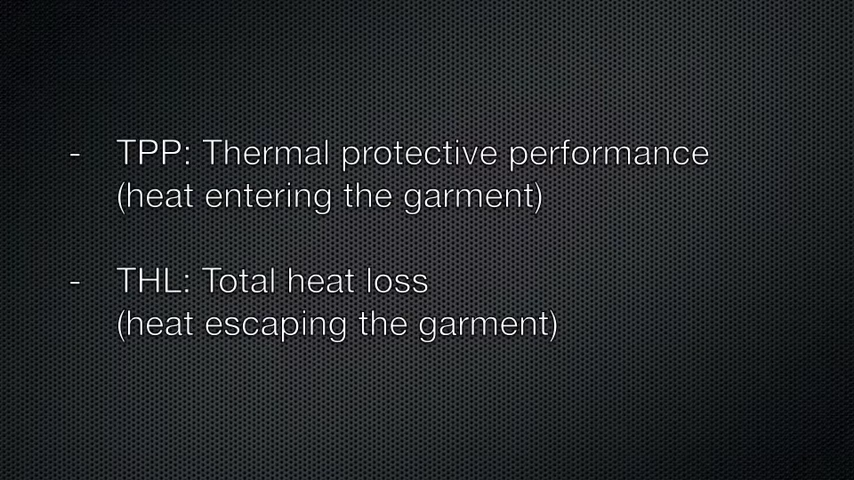 - TPP: Thermal protective performance
(heat entering the garment)
- THL: Total heat loss
(heat escaping the garment)